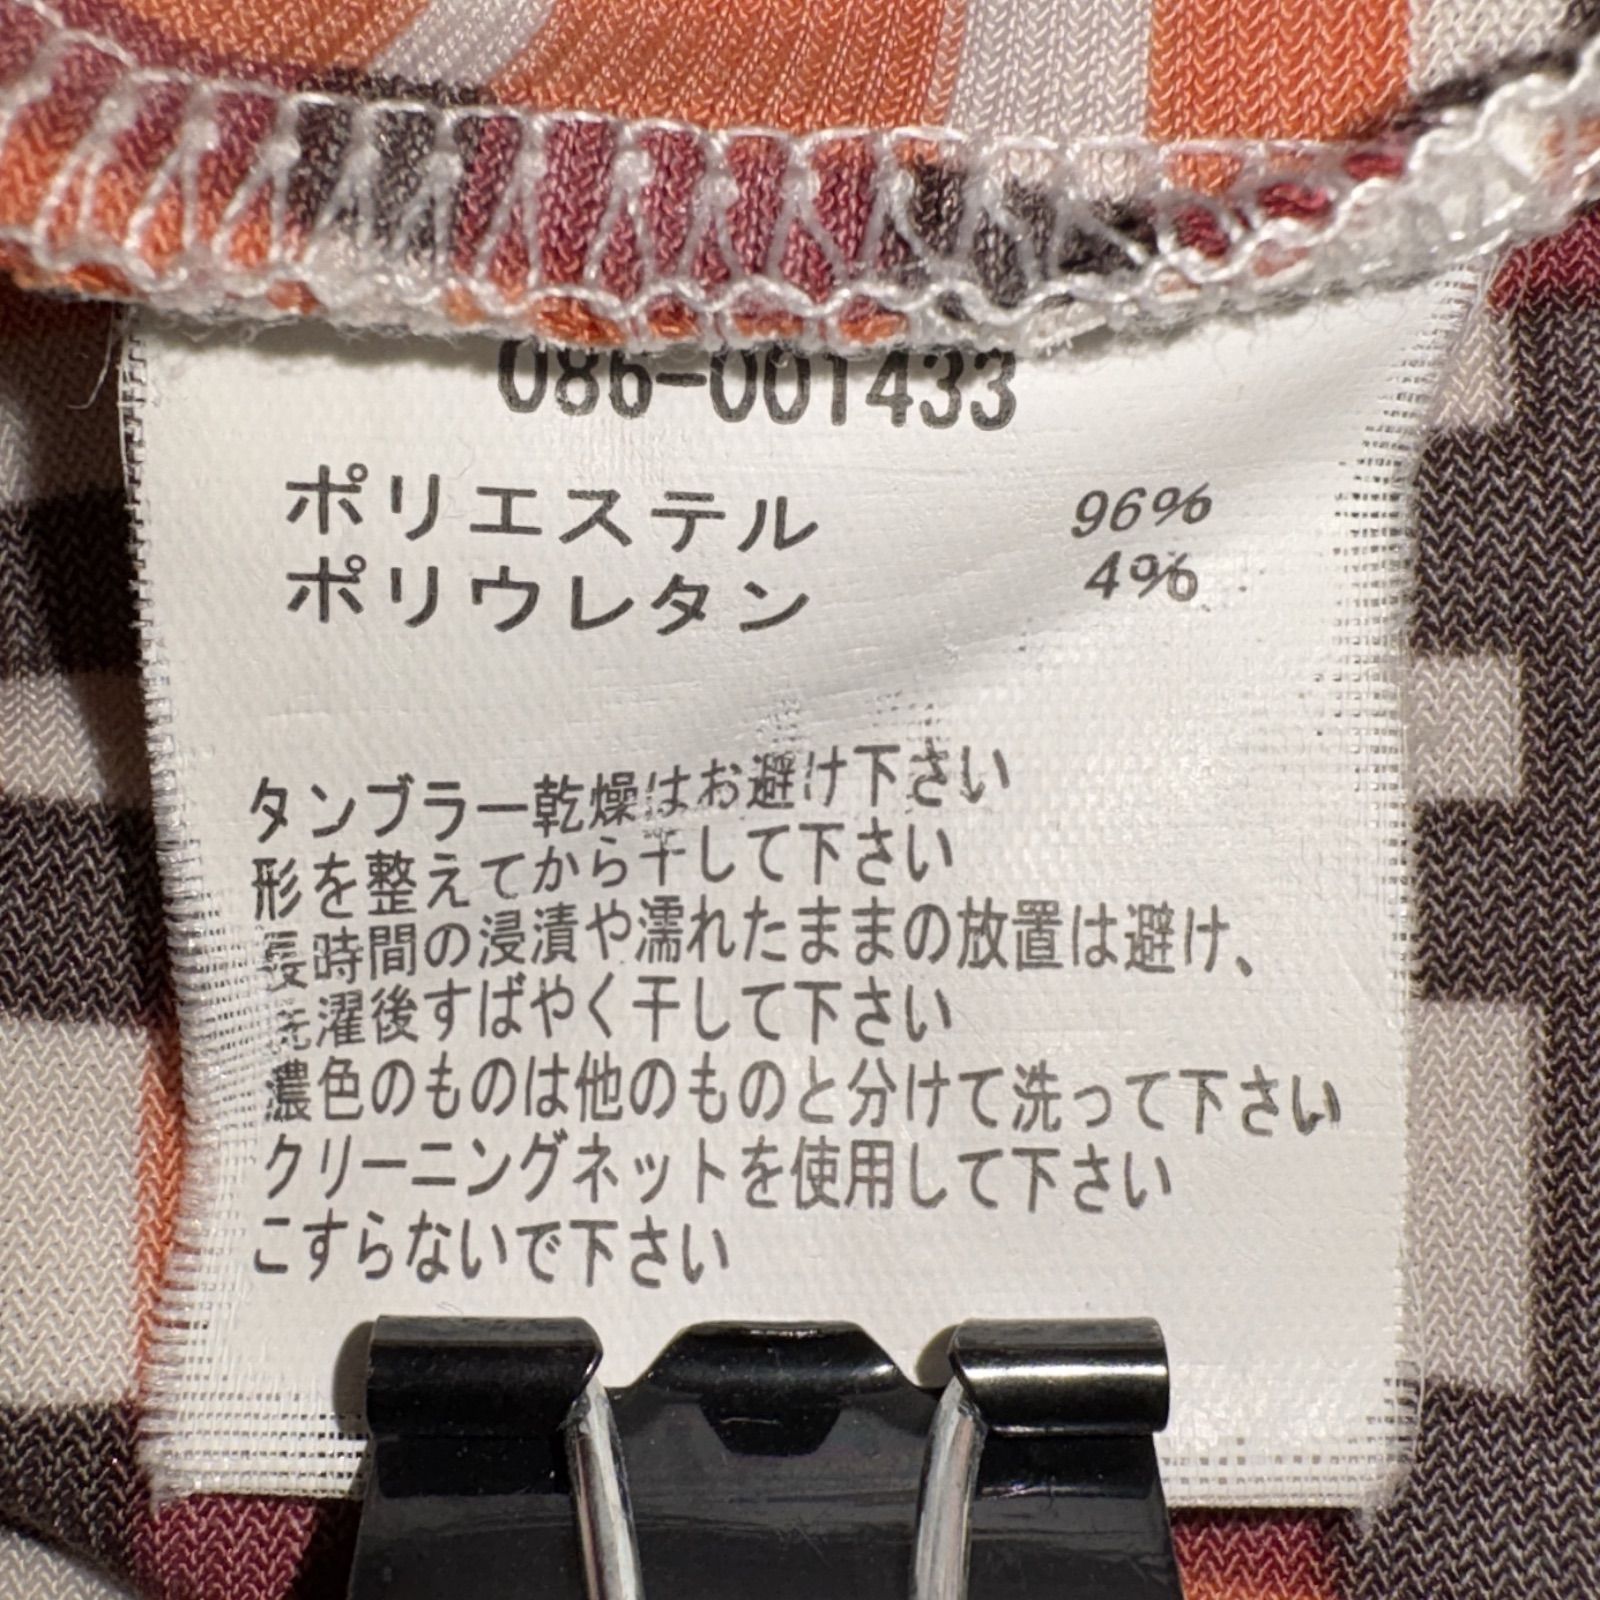 086-001433
ポリエステル 96%
ポリウレタン 4%
タンブラー乾燥はお避け下さい
形を整えてから干して下さい
長時間の浸漬や濡れたままの放置は避け、
洗濯後すばやく干して下さい
濃色のものは他のものと分けて洗って下さい
クリーニングネットを使用して下さい
こすらないで下さい